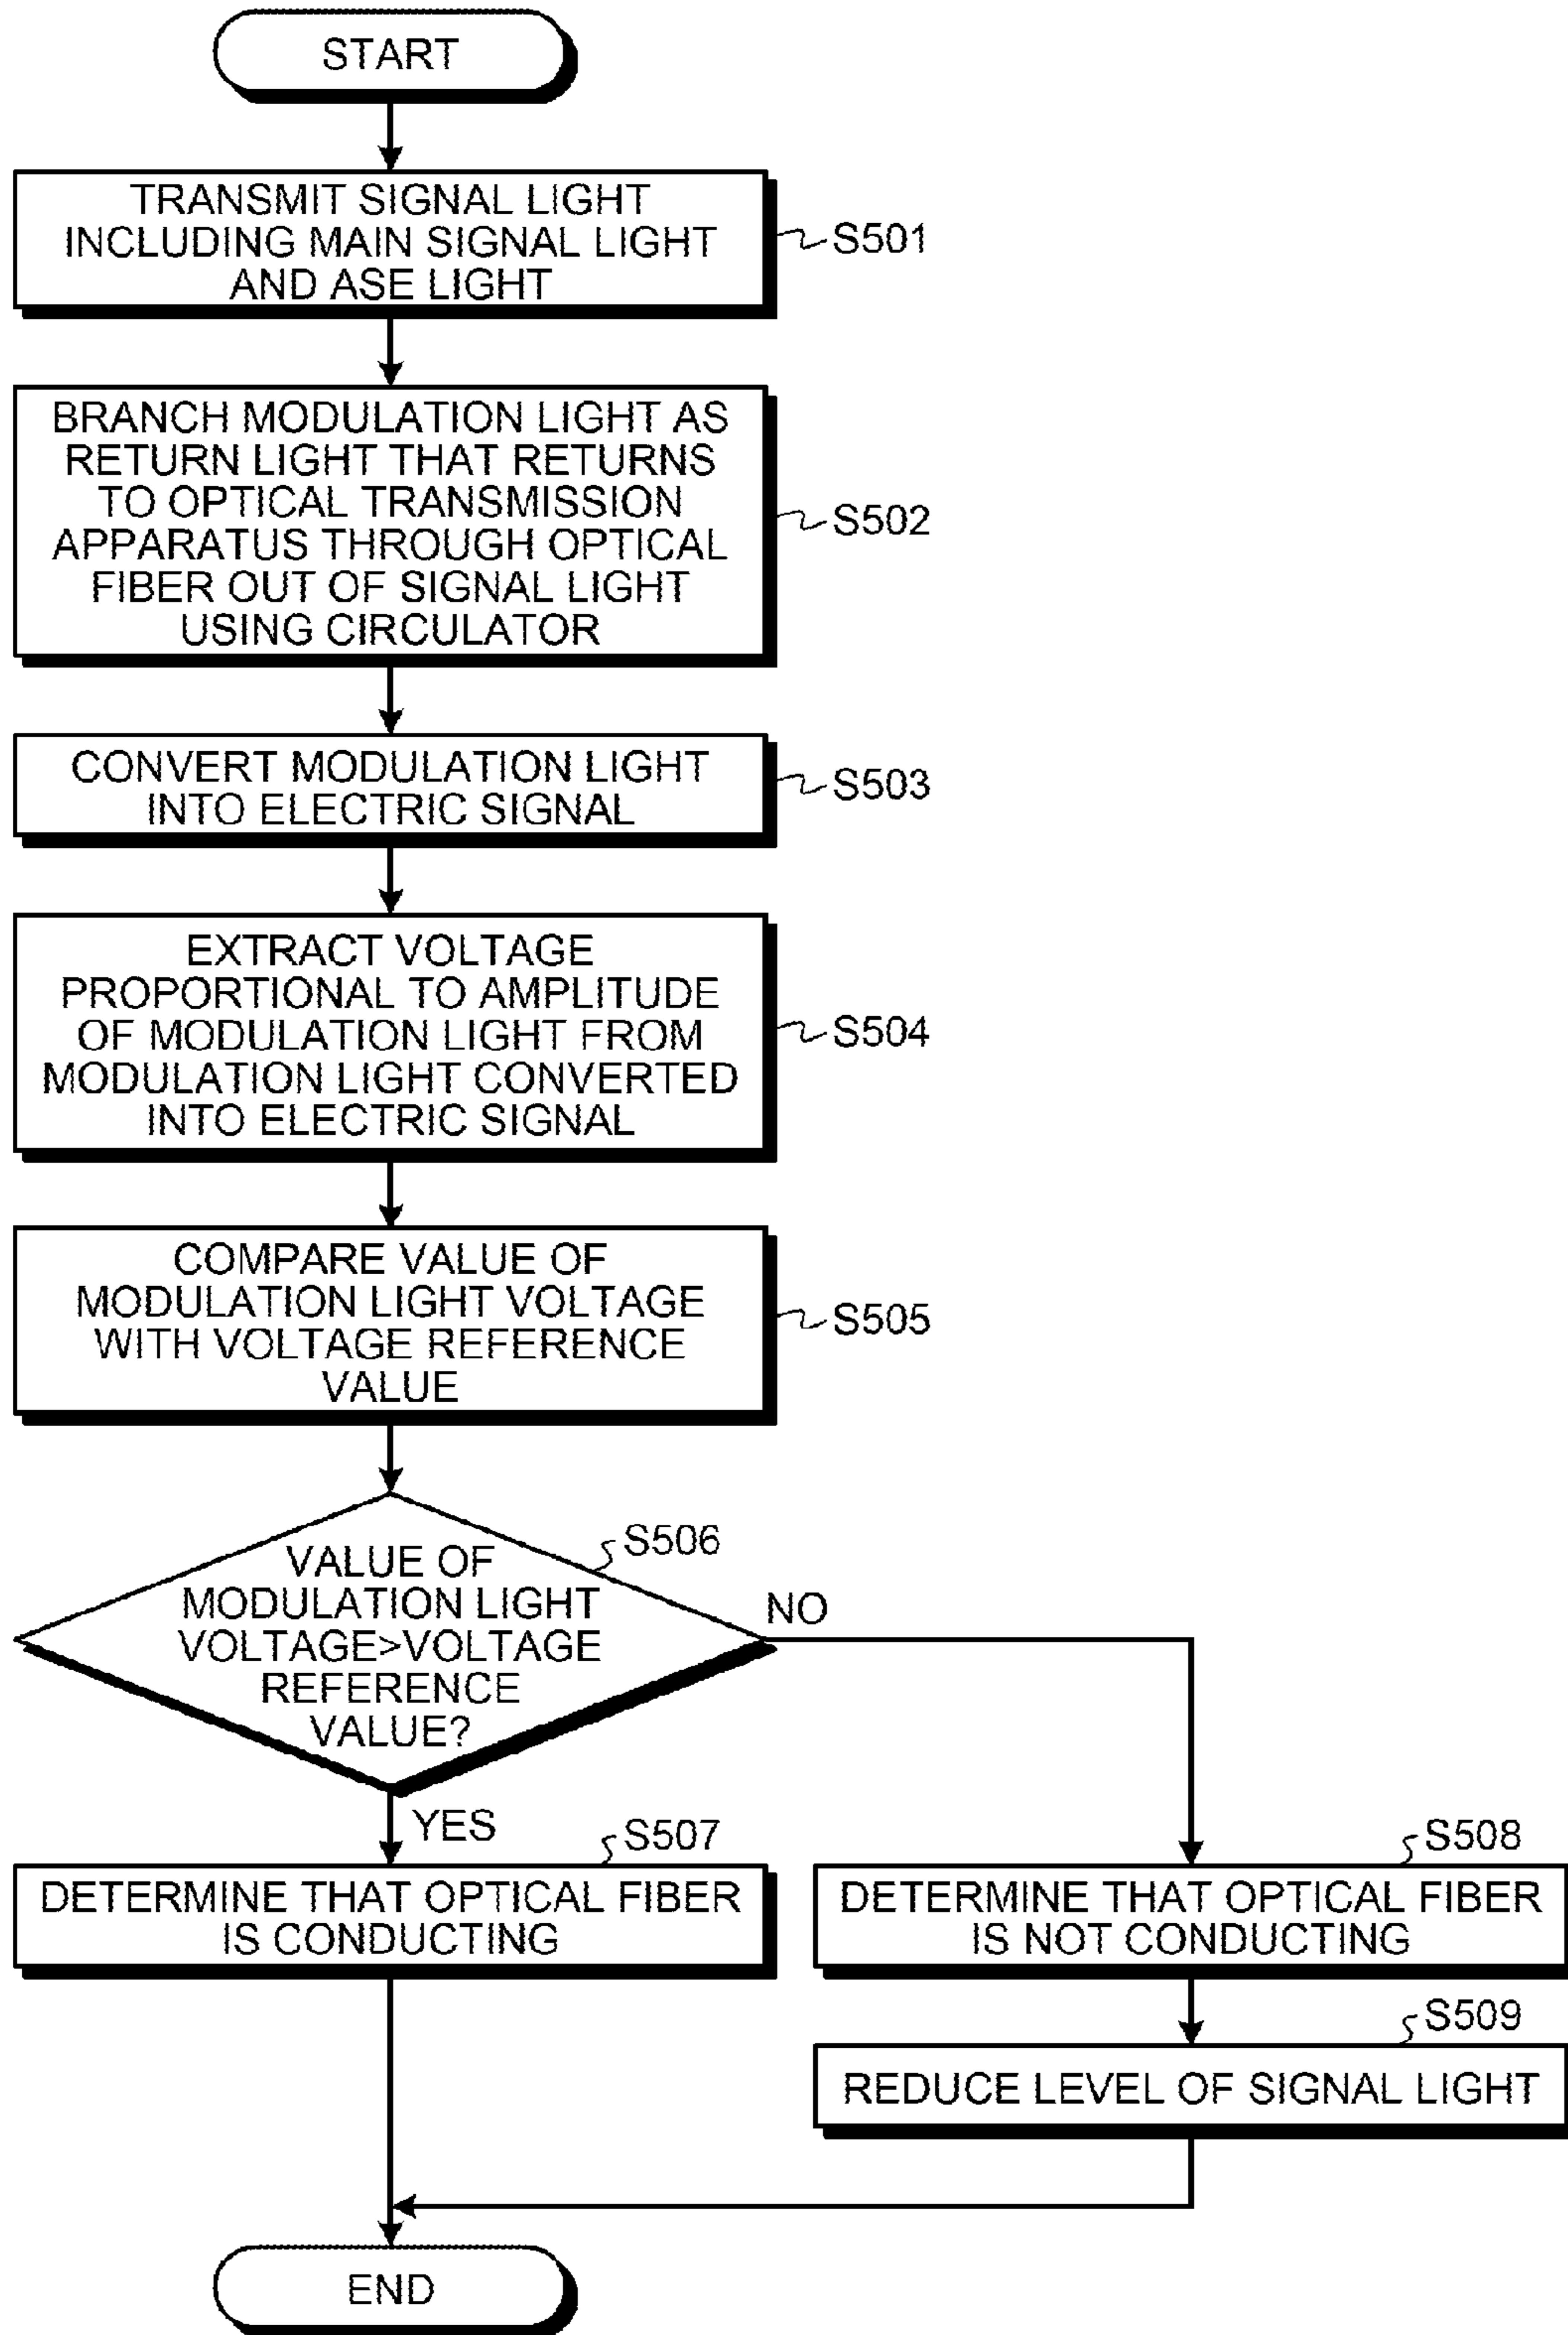 START
TRANSMIT SIGNAL LIGHT
INCLUDING MAIN SIGNAL LIGHT
AND ASE LIGHT
S501
BRANCH MODULATION LIGHT AS
RETURN LIGHT THAT RETURNS
TO OPTICAL TRANSMISSION
APPARATUS THROUGH OPTICAL
FIBER OUT OF SIGNAL LIGHT
USING CIRCULATOR
S502
CONVERT MODULATION LIGHT
INTO ELECTRIC SIGNAL
S503
EXTRACT VOLTAGE
PROPORTIONAL TO AMPLITUDE
OF MODULATION LIGHT FROM
MODULATION LIGHT CONVERTED
INTO ELECTRIC SIGNAL
S504
COMPARE VALUE OF
MODULATION LIGHT VOLTAGE
WITH VOLTAGE REFERENCE
VALUE
S505
S506
VALUE OF
MODULATION LIGHT
VOLTAGE>VOLTAGE
REFERENCE
VALUE?
NO
YES
S507
DETERMINE THAT OPTICAL FIBER
IS CONDUCTING
S508
DETERMINE THAT OPTICAL FIBER
IS NOT CONDUCTING
S509
REDUCE LEVEL OF SIGNAL LIGHT
END